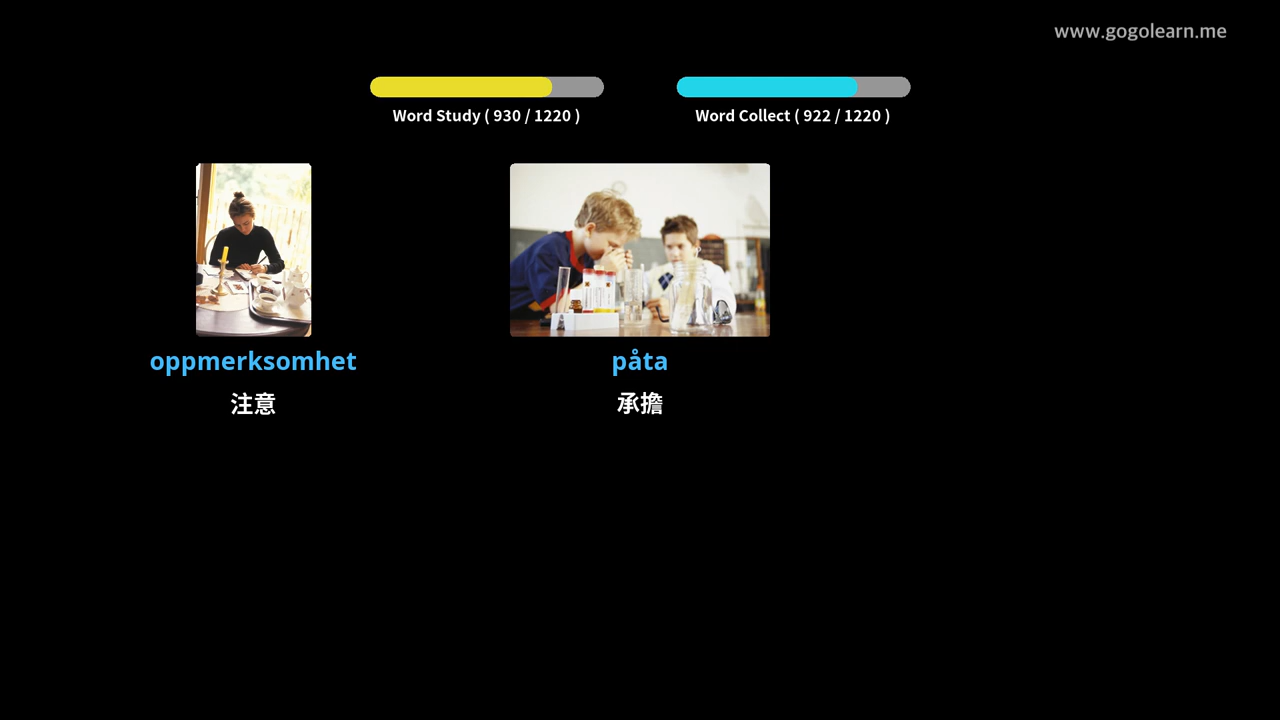 www.gogolearn.me
Word Study ( 930 / 1220 )
Word Collect ( 922 / 1220 )
oppmerksomhet
påta
注意
承擔